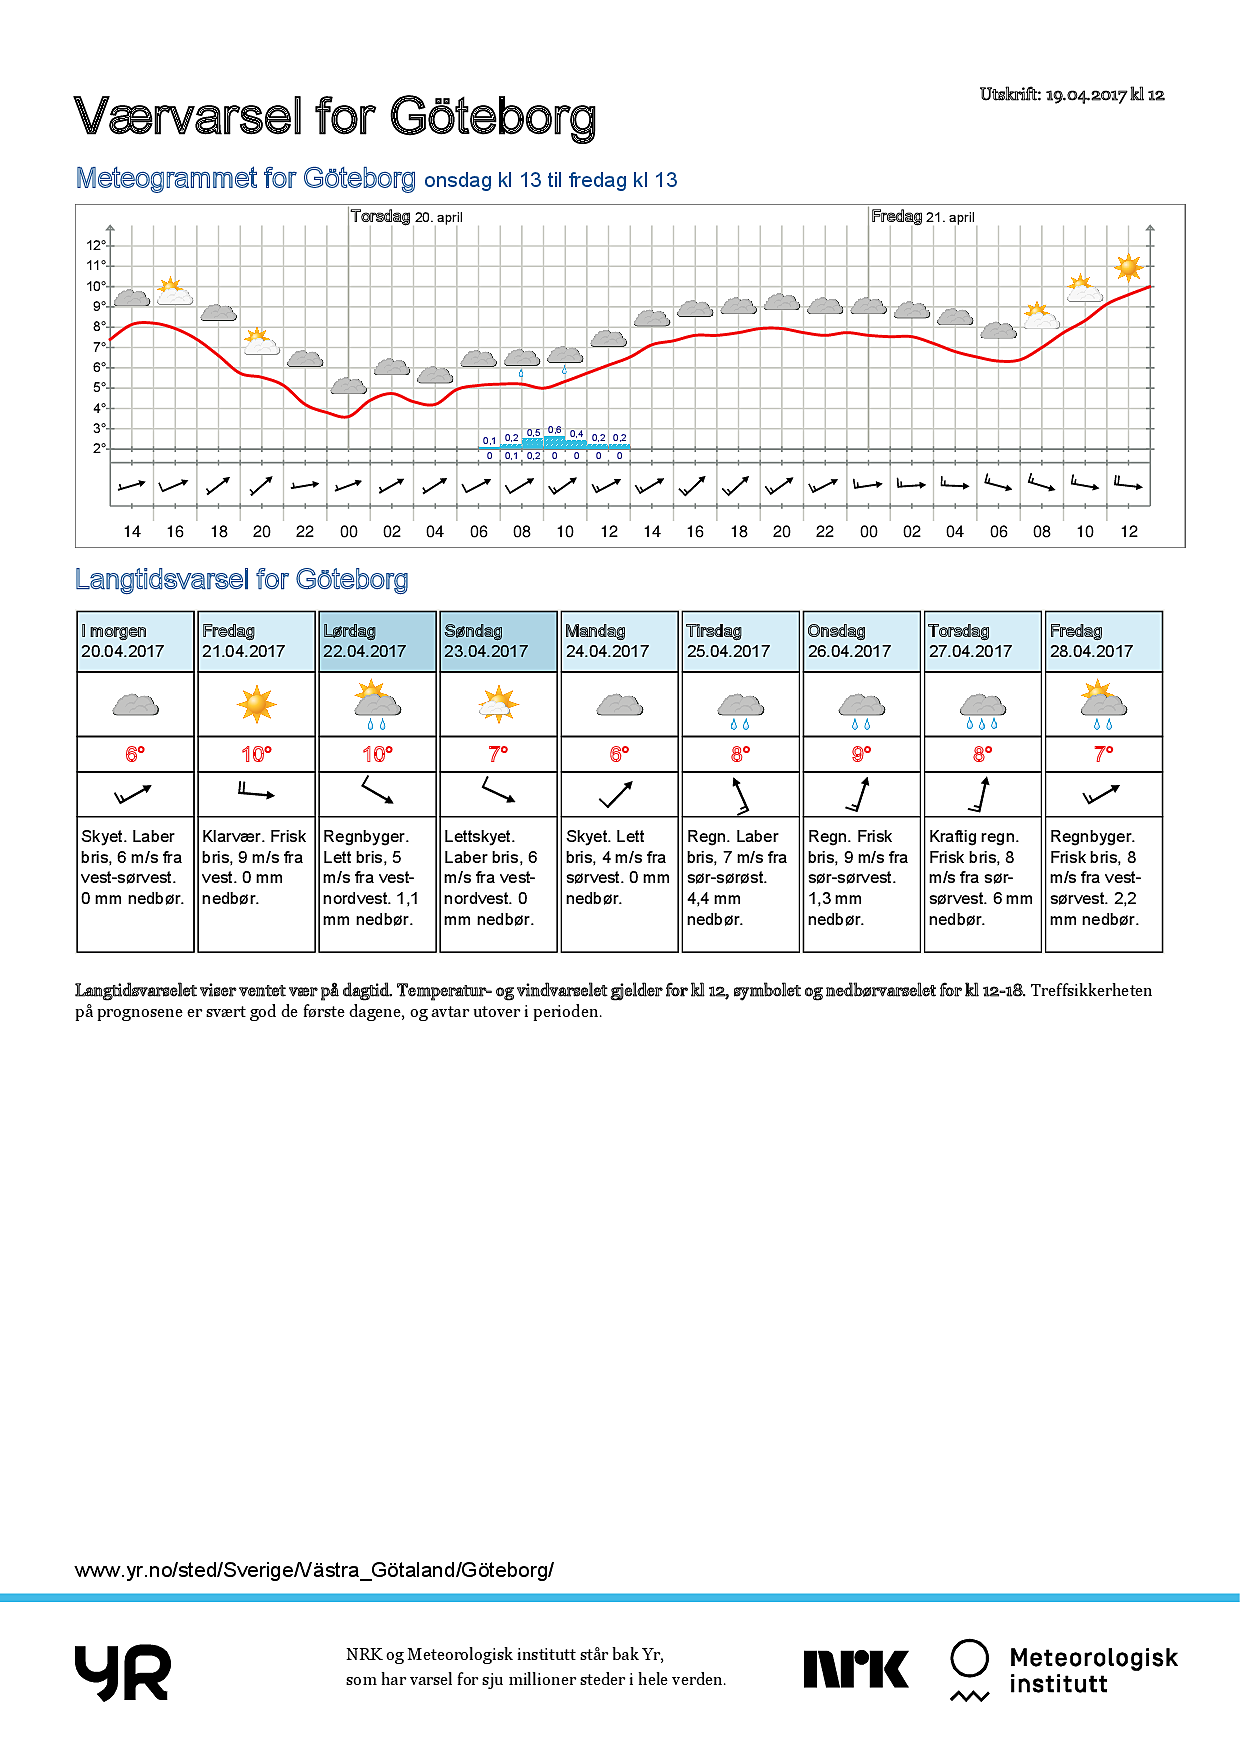 Værvarsel for Göteborg
Utskrift: 19.04.2017 kl 12
Meteogrammet for Göteborg onsdag kl 13 til fredag kl 13
Torsdag 20. april
Fredag 21. april
12°
11°
10°
9°
8°
7°
6°
5°
4°
3°
2°
0,1 0,2 0,5 0,6 0,4 0,2 0,2
0 0,1 0,2 0 0 0 0
14 16 18 20 22 00 02 04 06 08 10 12 14 16 18 20 22 00 02 04 06 08 10 12
Langtidsvarsel for Göteborg
I morgen Fredag Lørdag Søndag Mandag Tirsdag Onsdag Torsdag Fredag
20.04.2017 21.04.2017 22.04.2017 23.04.2017 24.04.2017 25.04.2017 26.04.2017 27.04.2017 28.04.2017
6° 10° 10° 7° 6° 8° 9° 8° 7°
Skyet. Laber
bris, 6 m/s fra
vest-sørvest.
0 mm nedbør.
Klarvær. Frisk
bris, 9 m/s fra
vest. 0 mm
nedbør.
Regnbyger.
Lett bris, 5
m/s fra vest-
nordvest. 1,1
mm nedbør.
Lettskyet.
Laber bris, 6
m/s fra vest-
nordvest. 0
mm nedbør.
Skyet. Lett
bris, 4 m/s fra
sørvest. 0 mm
nedbør.
Regn. Laber
bris, 7 m/s fra
sør-sørøst.
4,4 mm
nedbør.
Regn. Frisk
bris, 9 m/s fra
sør-sørvest.
1,3 mm
nedbør.
Kraftig regn.
Frisk bris, 8
m/s fra sør-
sørvest. 6 mm
nedbør.
Regnbyger.
Frisk bris, 8
m/s fra vest-
sørvest. 2,2
mm nedbør.
Langtidsvarselet viser ventet vær på dagtid. Temperatur- og vindvarselet gjelder for kl 12, symbolet og nedbørvarselet for kl 12-18. Treffsikkerheten
på prognosene er svært god de første dagene, og avtar utover i perioden.
www.yr.no/sted/Sverige/Västra_Götaland/Göteborg/
YR
NRK og Meteorologisk institutt står bak Yr,
som har varsel for sju millioner steder i hele verden.
NRK
Meteorologisk
institutt